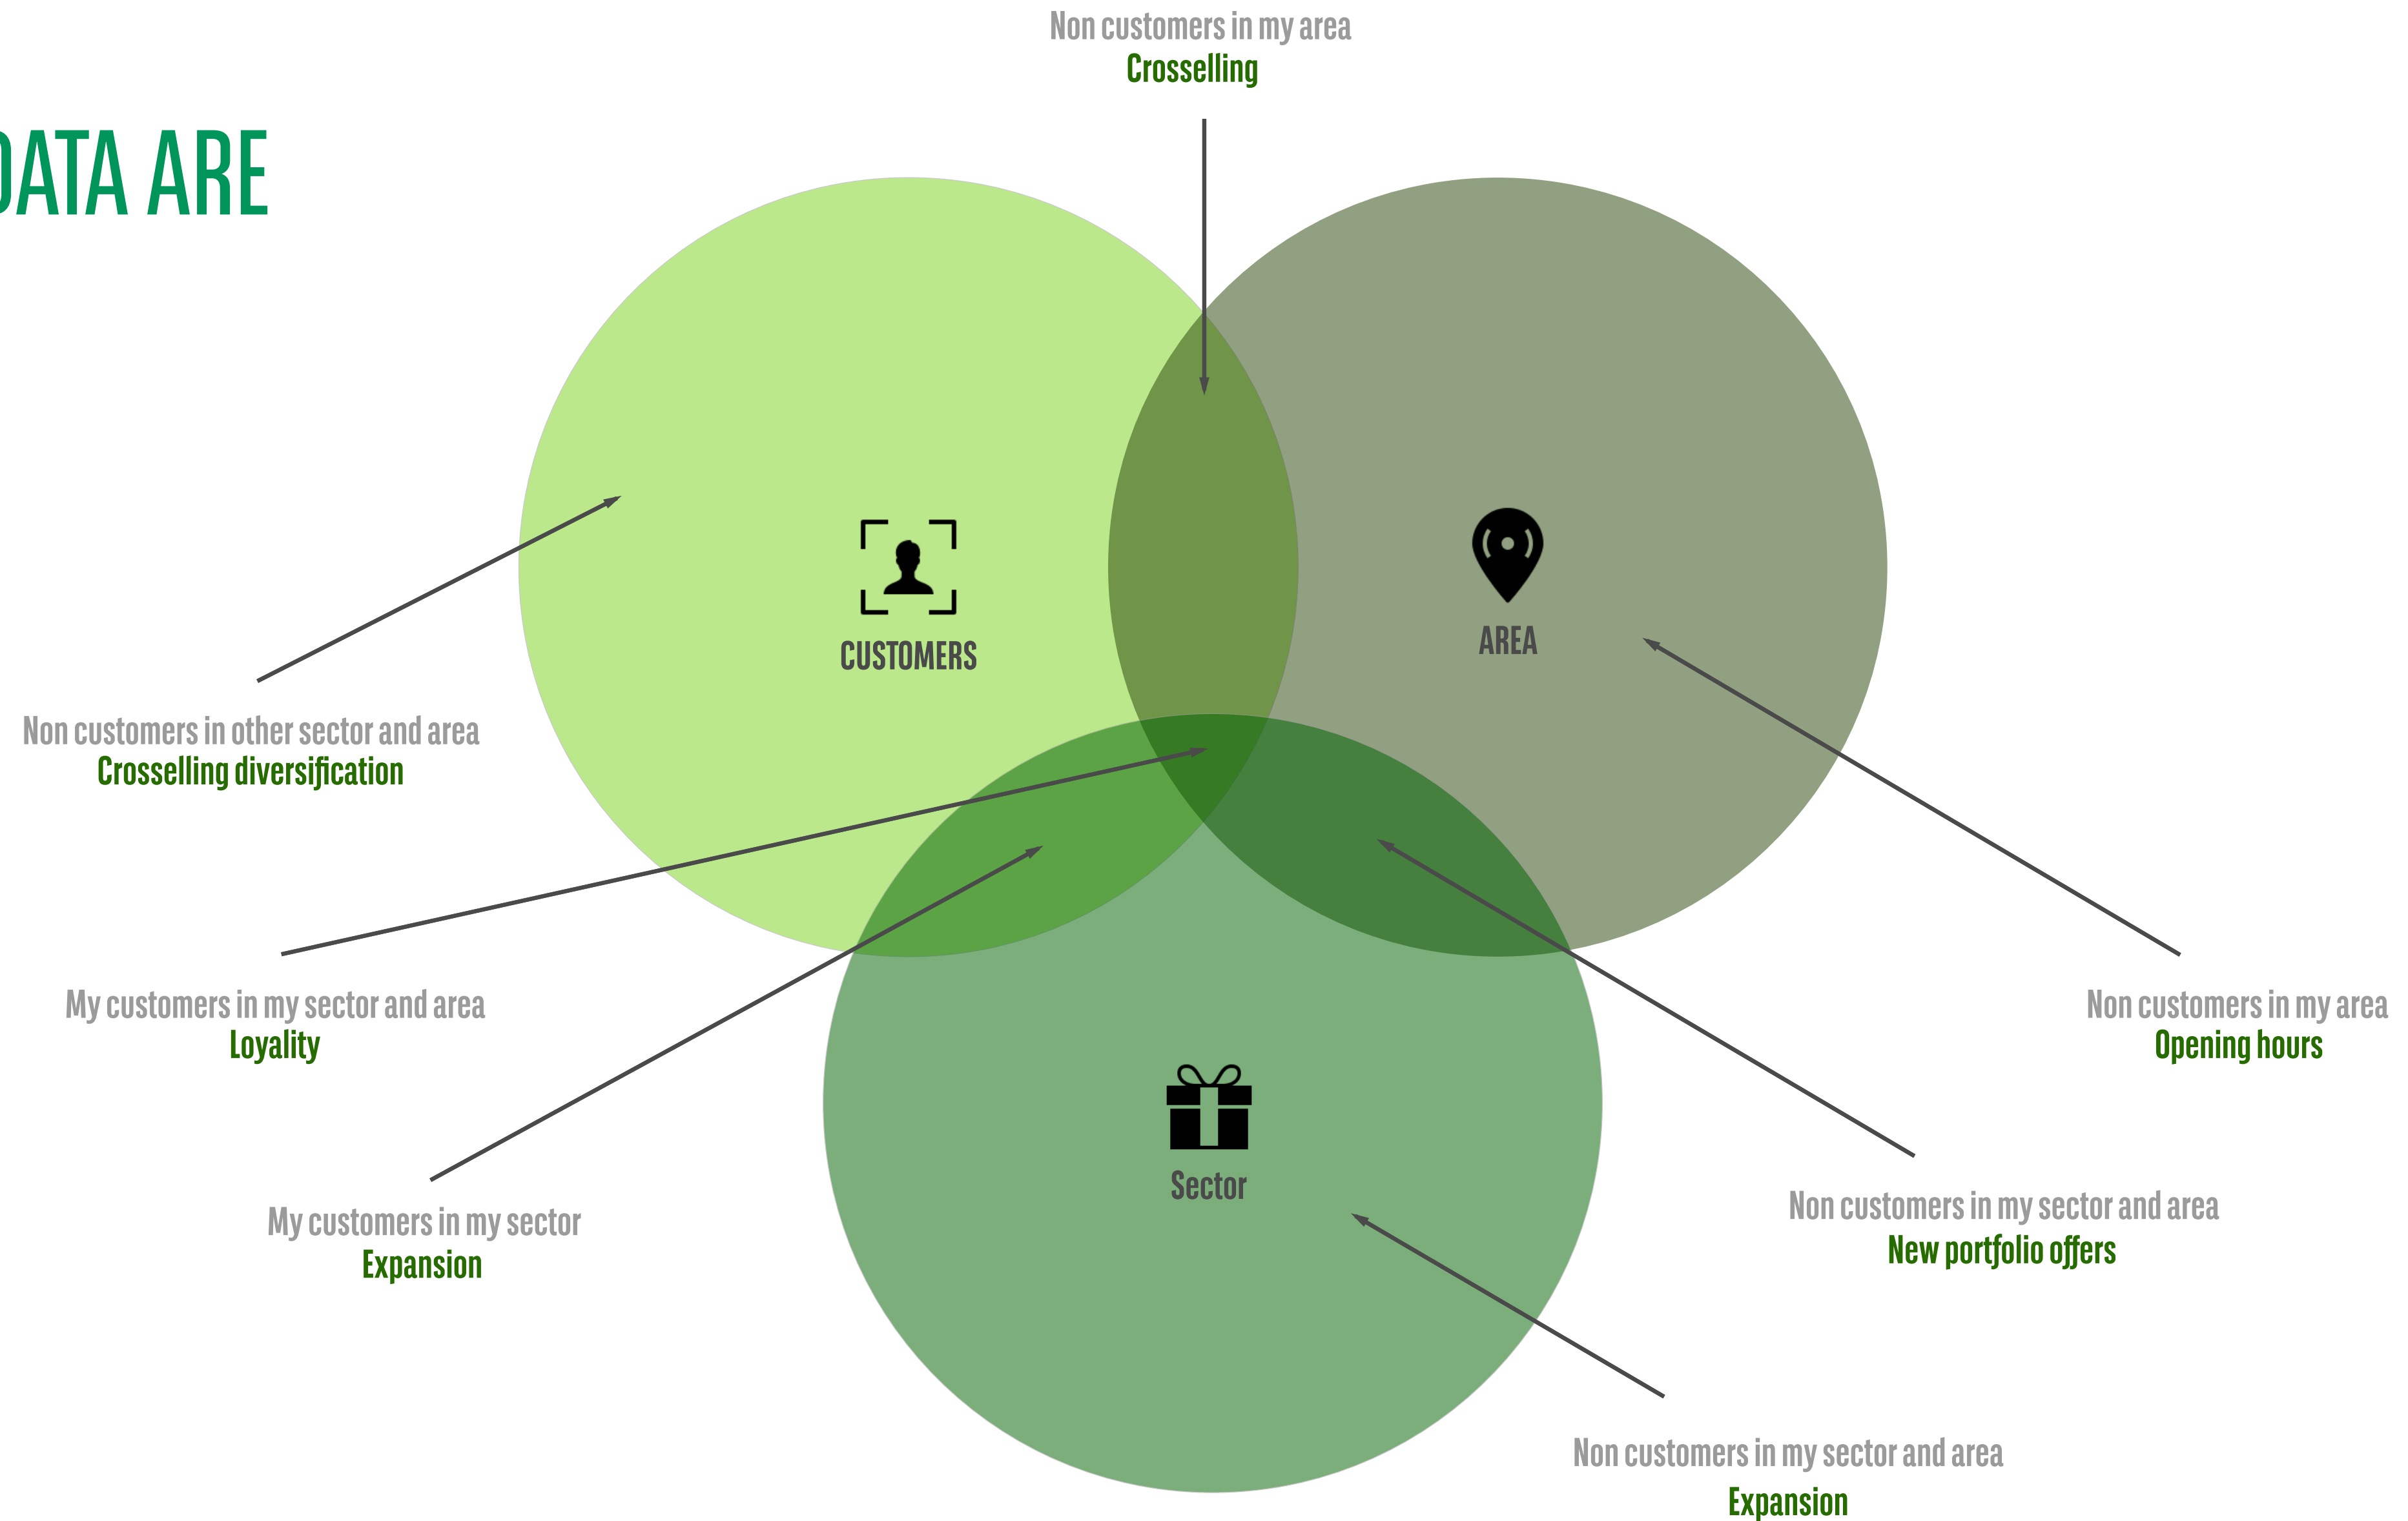 Non customers in my area
Crosselling
DATA ARE
CUSTOMERS
AREA
Non customers in other sector and area
Crosselling diversification
My customers in my sector and area
Loyality
Non customers in my area
Opening hours
Sector
My customers in my sector
Expansion
Non customers in my sector and area
New portfolio offers
Non customers in my sector and area
Expansion